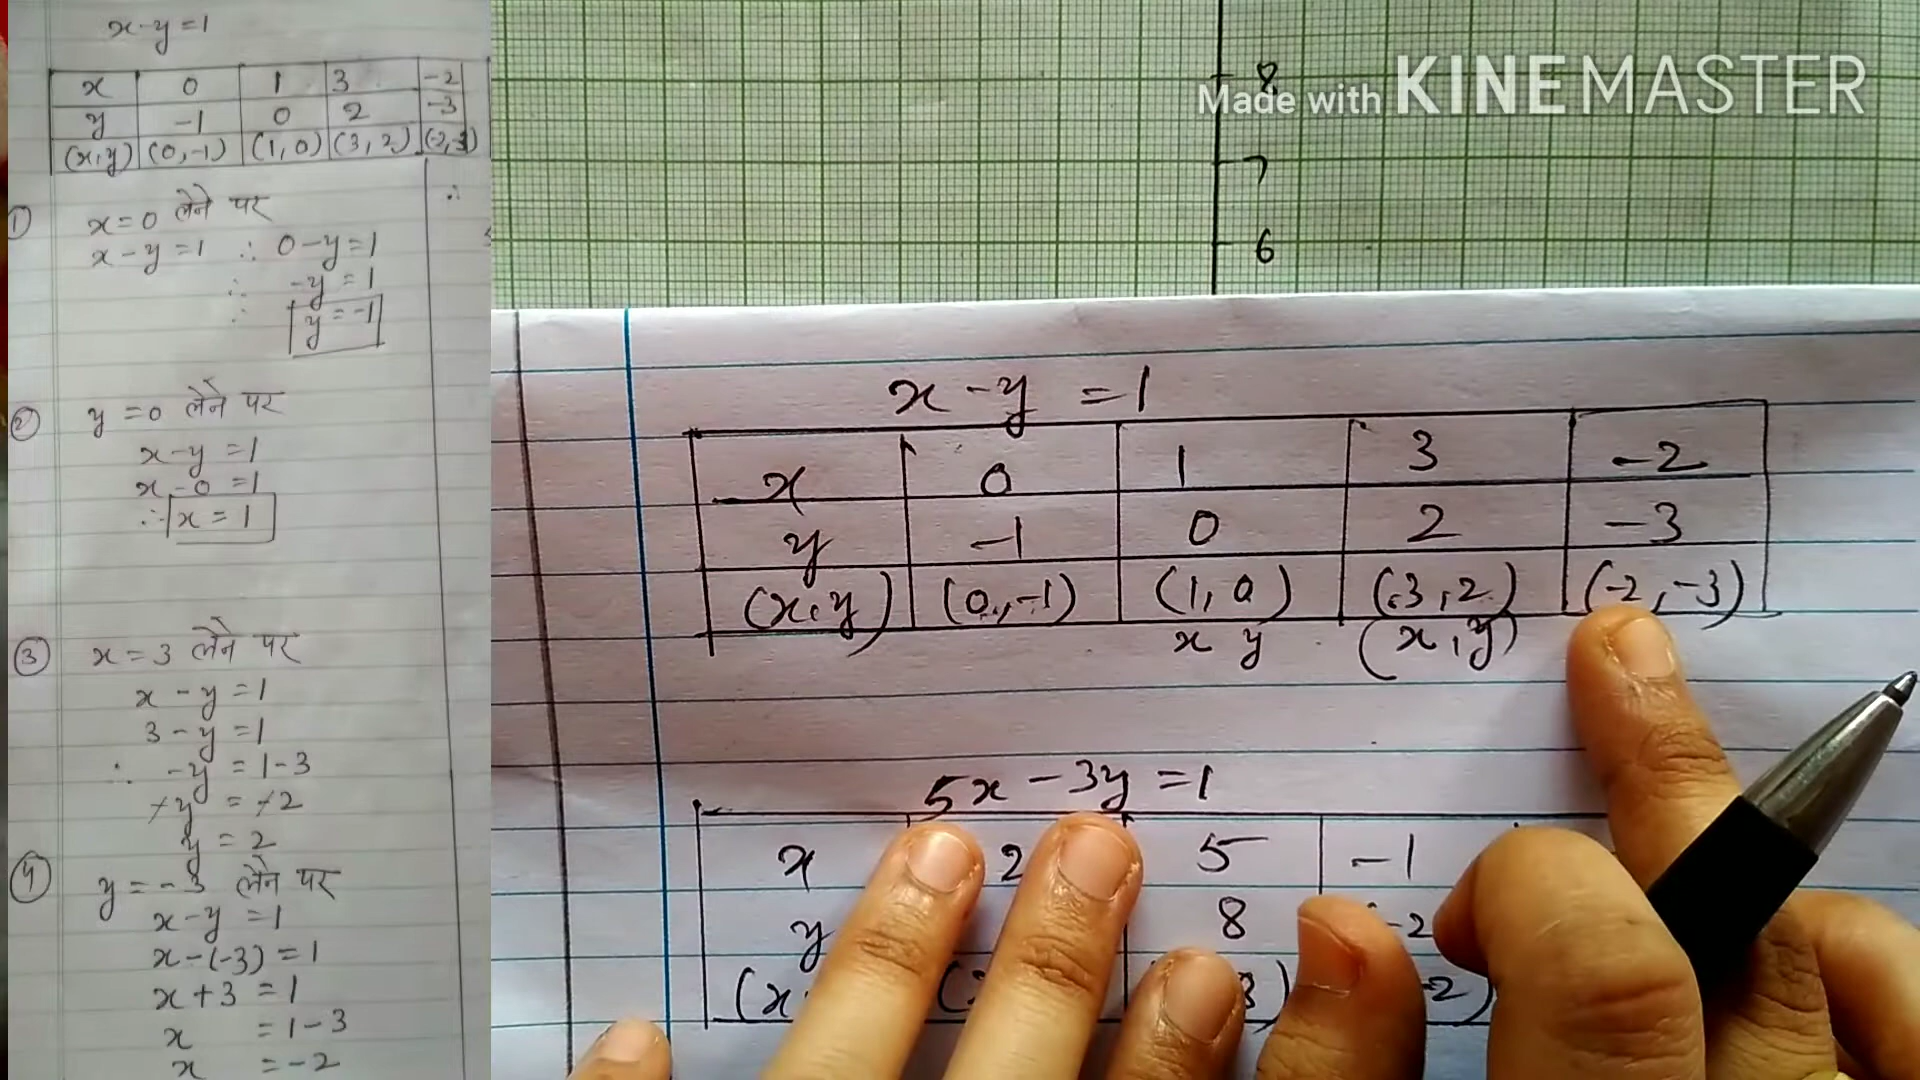 x-y=1
x 0 1 3 -2
y -1 0 2 -3
(x,y) (0,-1) (1,0) (3,2) (-2,-3)
① x=0 लेने पर
x-y=1 ∴ 0-y=1
∴ -y=1
∴ y=-1
② y=0 लेने पर
x-y=1
x-0=1
∴ x=1
③ x=3 लेने पर
x-y=1
3-y=1
∴ -y=1-3
-y=-2
y=2
④ y=-3 लेने पर
x-y=1
x-(-3)=1
x+3=1
x=1-3
x=-2
8
Made with KINEMASTER
7
6
x-y=1
x 0 1 3 -2
y -1 0 2 -3
(x,y) (0,-1) (1,0) (3,2) (-2,-3)
x y (x,y)
5x-3y=1
x 2 5 -1
y 8 -2